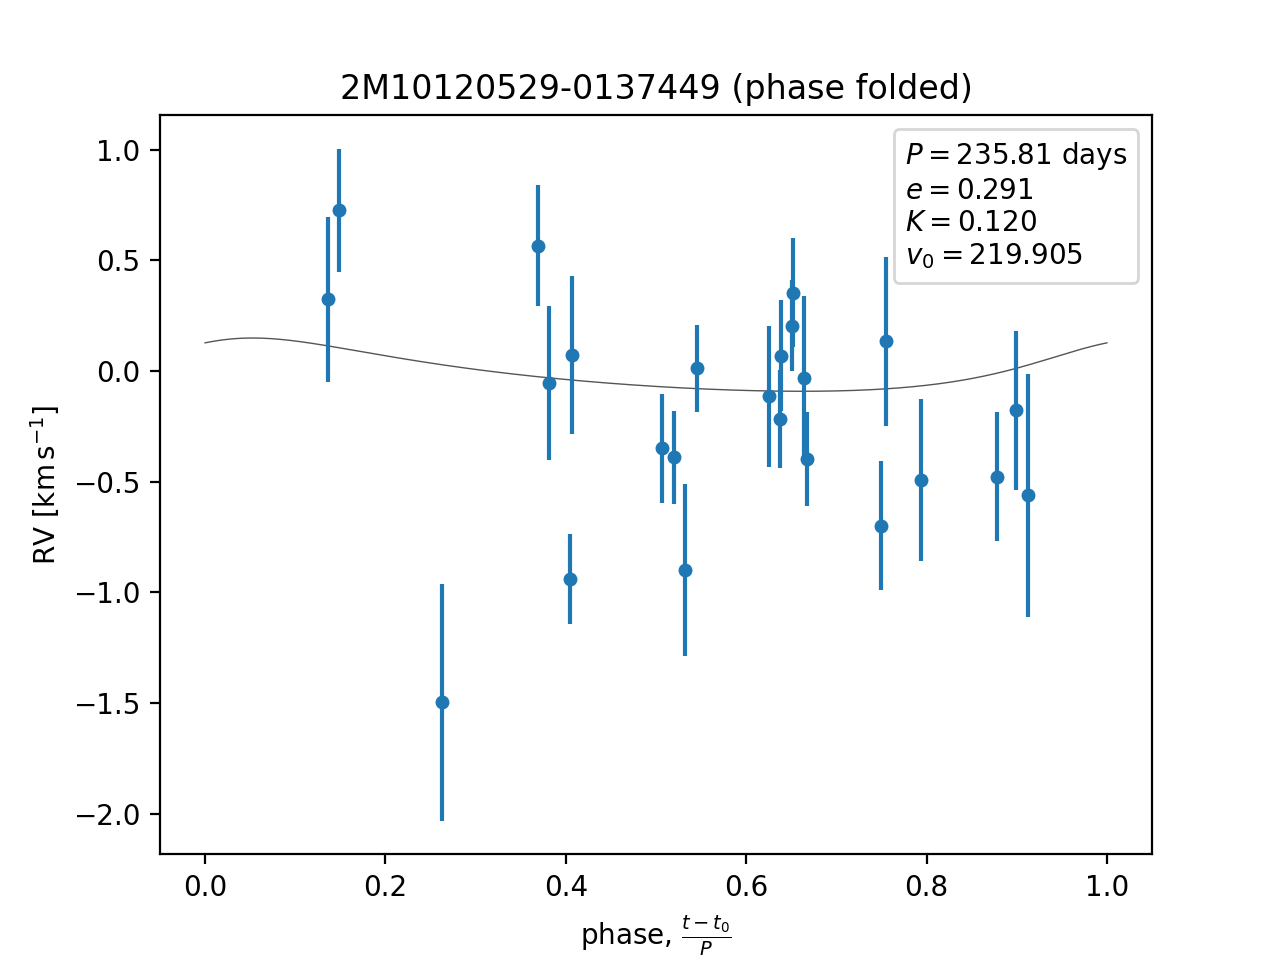 2M10120529-0137449 (phase folded)
P = 235.81 days
e = 0.291
K = 0.120
v₀ = 219.905
RV [km s⁻¹]
1.0
0.5
0.0
−0.5
−1.0
−1.5
−2.0
0.0 0.2 0.4 0.6 0.8 1.0
phase, (t − t₀)/P